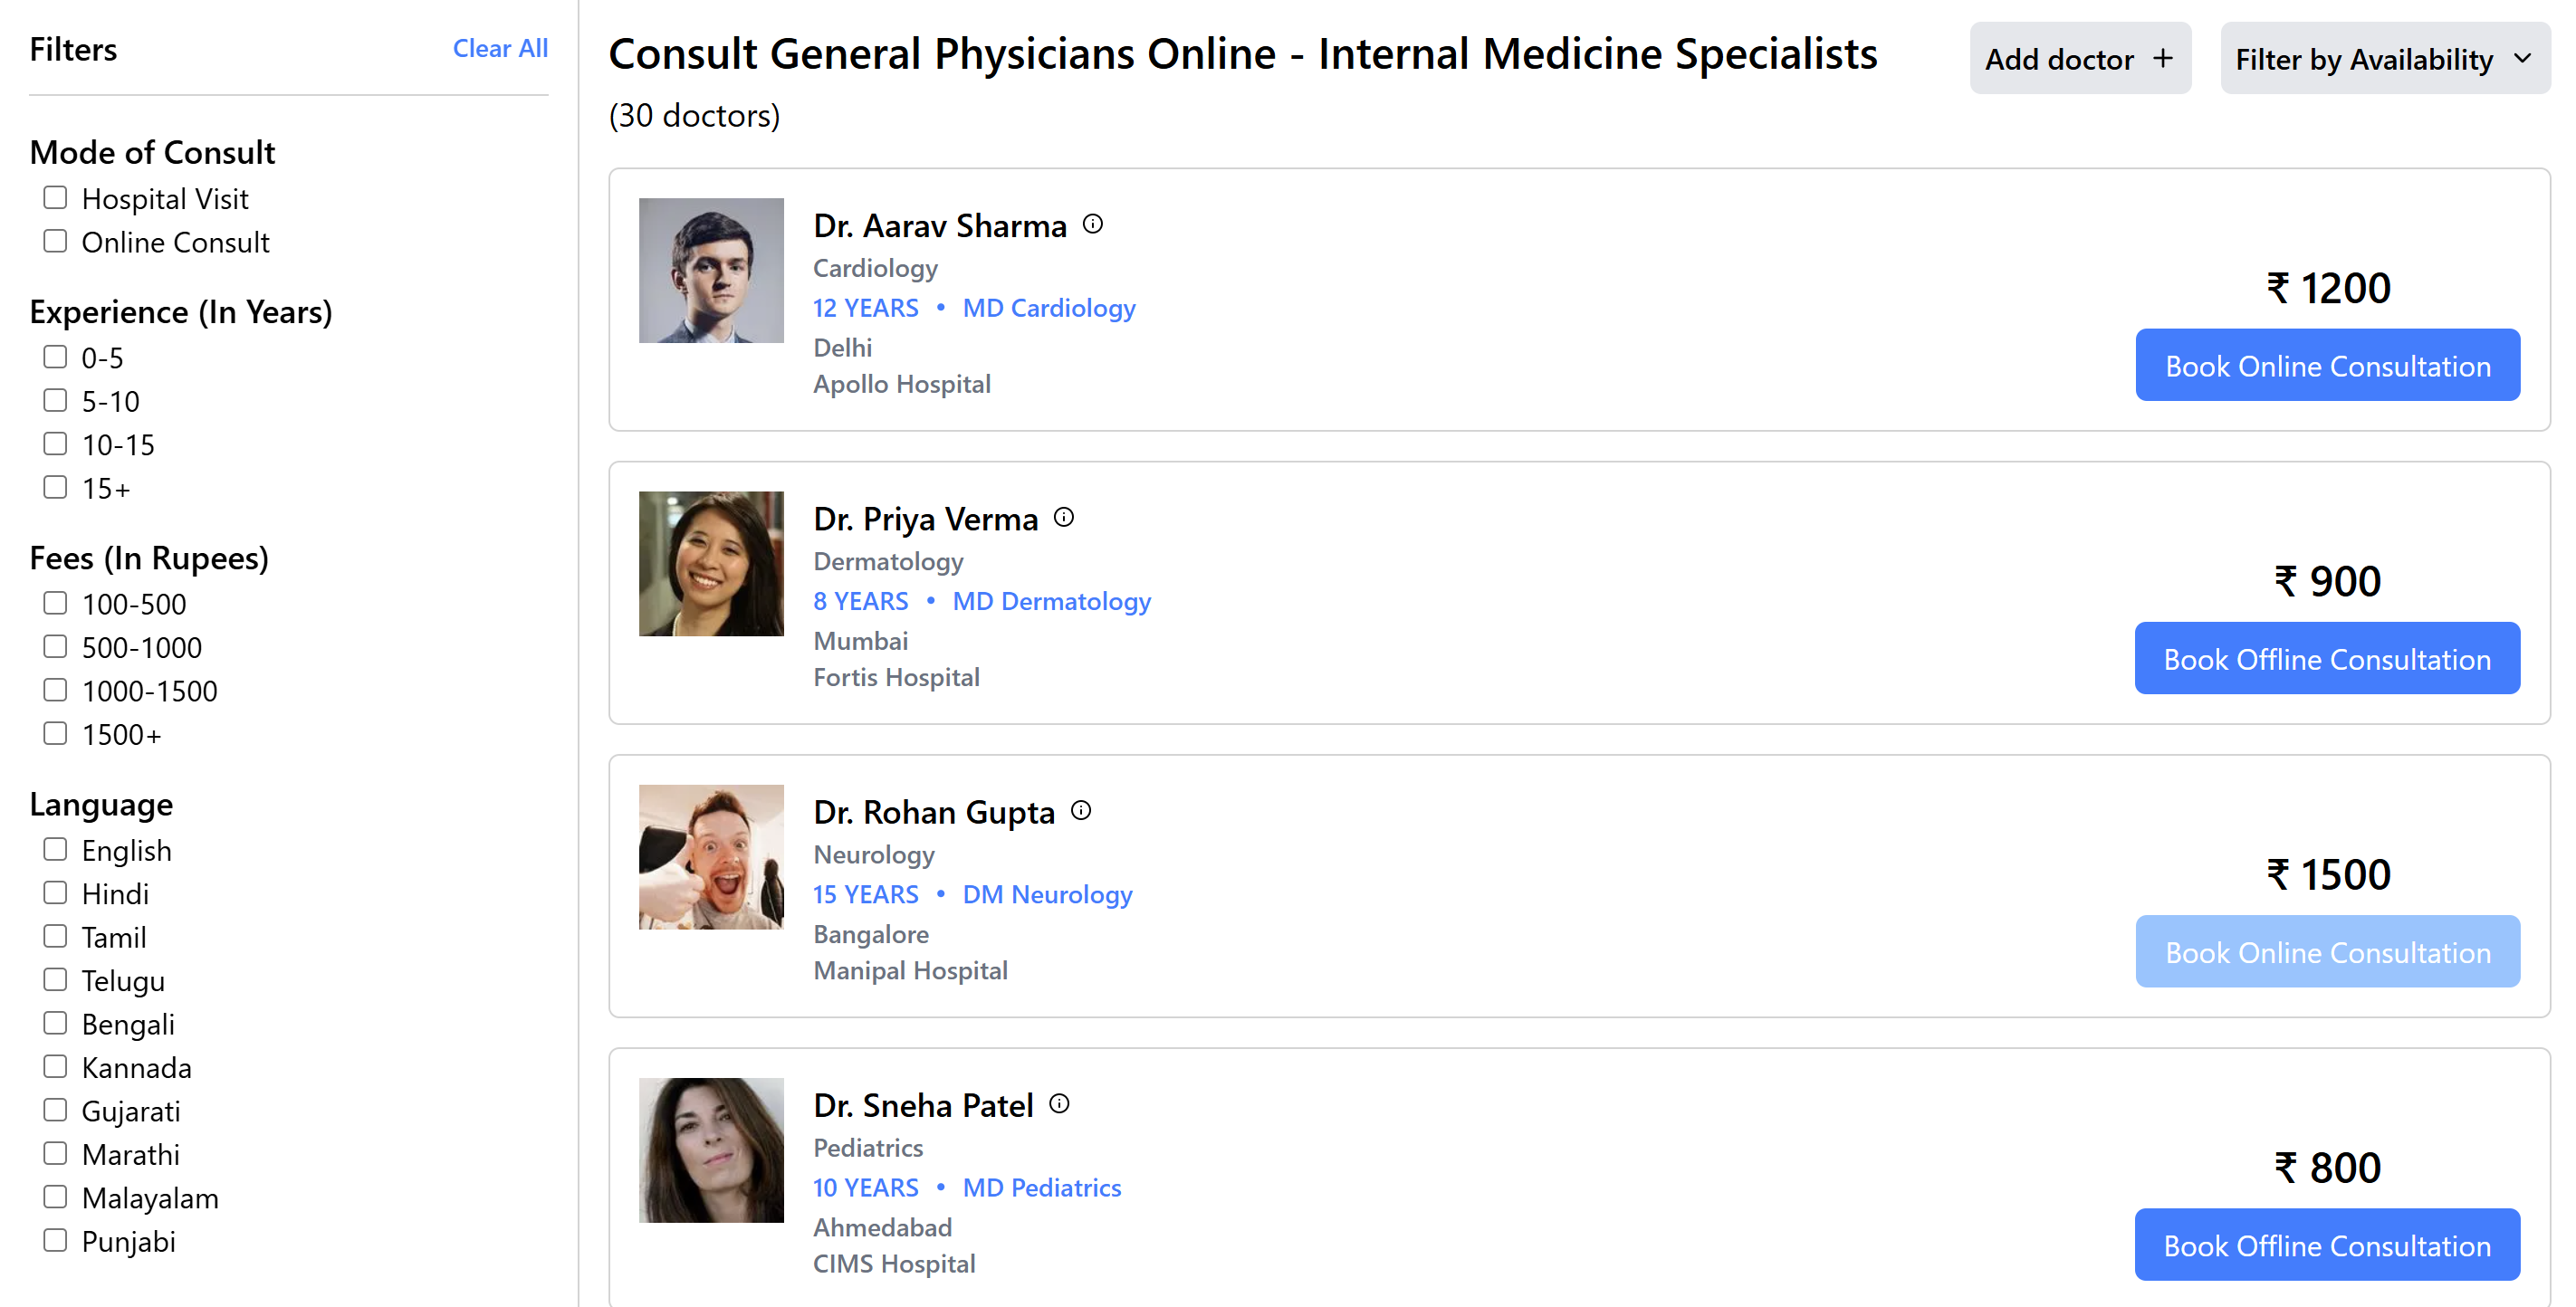 Filters
Clear All
Mode of Consult
Hospital Visit
Online Consult
Experience (In Years)
0-5
5-10
10-15
15+
Fees (In Rupees)
100-500
500-1000
1000-1500
1500+
Language
English
Hindi
Tamil
Telugu
Bengali
Kannada
Gujarati
Marathi
Malayalam
Punjabi
Consult General Physicians Online - Internal Medicine Specialists
(30 doctors)
Add doctor +
Filter by Availability
Dr. Aarav Sharma
Cardiology
12 YEARS • MD Cardiology
Delhi
Apollo Hospital
₹ 1200
Book Online Consultation
Dr. Priya Verma
Dermatology
8 YEARS • MD Dermatology
Mumbai
Fortis Hospital
₹ 900
Book Offline Consultation
Dr. Rohan Gupta
Neurology
15 YEARS • DM Neurology
Bangalore
Manipal Hospital
₹ 1500
Book Online Consultation
Dr. Sneha Patel
Pediatrics
10 YEARS • MD Pediatrics
Ahmedabad
CIMS Hospital
₹ 800
Book Offline Consultation